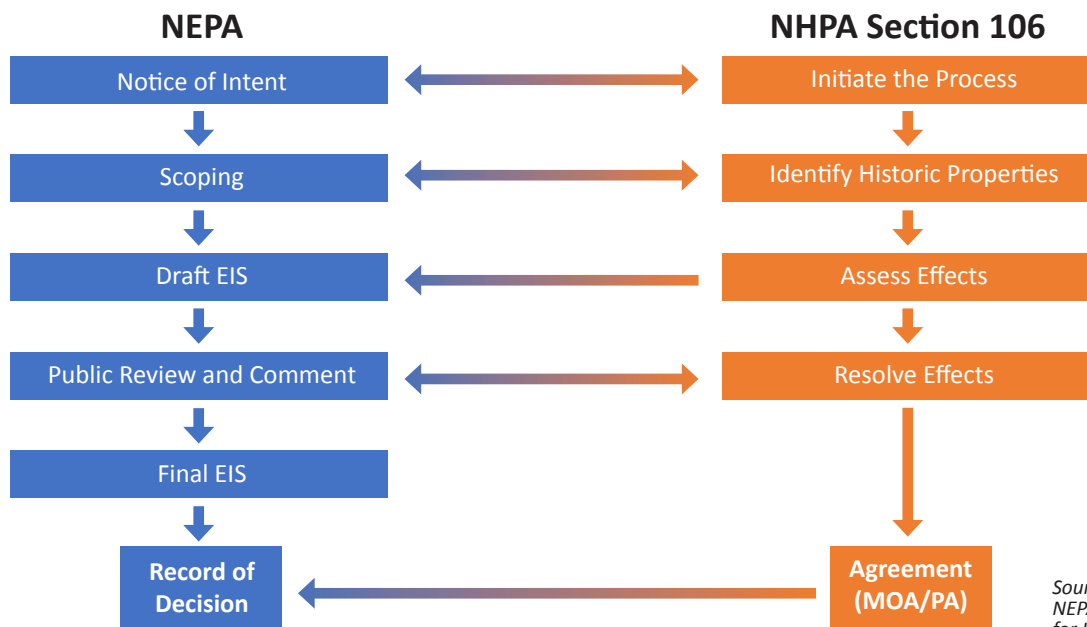 NEPA
NHPA Section 106
Notice of Intent
Initiate the Process
Scoping
Identify Historic Properties
Draft EIS
Assess Effects
Public Review and Comment
Resolve Effects
Final EIS
Record of
Decision
Agreement
(MOA/PA)